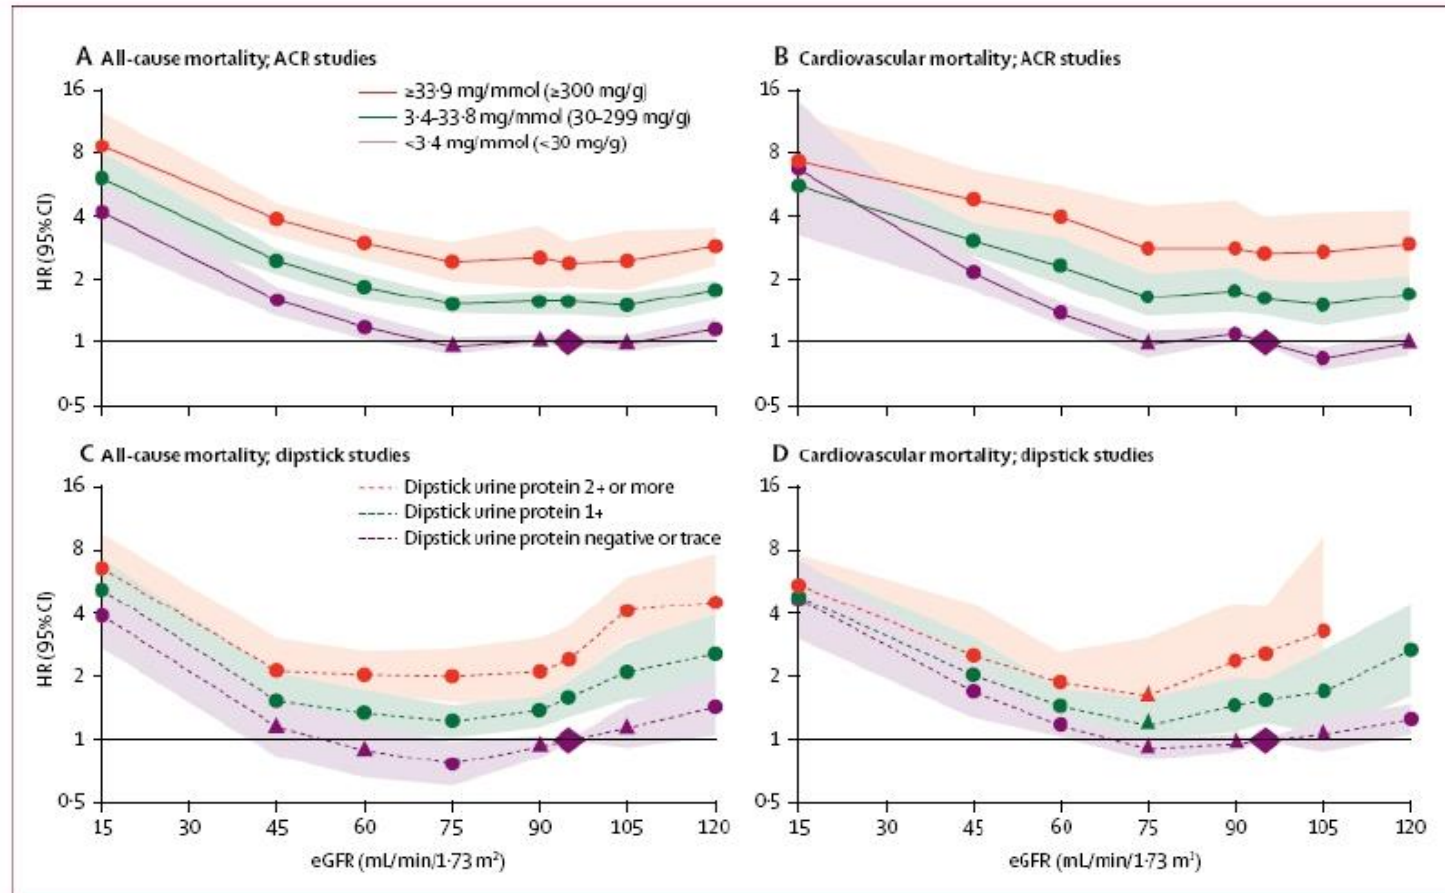 A All-cause mortality; ACR studies
16
8
4
2
1
0·5
HR (95% CI)
≥33·9 mg/mmol (≥300 mg/g)
3·4–33·8 mg/mmol (30–299 mg/g)
<3·4 mg/mmol (<30 mg/g)
B Cardiovascular mortality; ACR studies
16
8
4
2
1
0·5
C All-cause mortality; dipstick studies
16
8
4
2
1
0·5
HR (95% CI)
Dipstick urine protein 2+ or more
Dipstick urine protein 1+
Dipstick urine protein negative or trace
15 30 45 60 75 90 105 120
eGFR (mL/min/1·73 m²)
D Cardiovascular mortality; dipstick studies
16
8
4
2
1
0·5
15 30 45 60 75 90 105 120
eGFR (mL/min/1·73 m²)